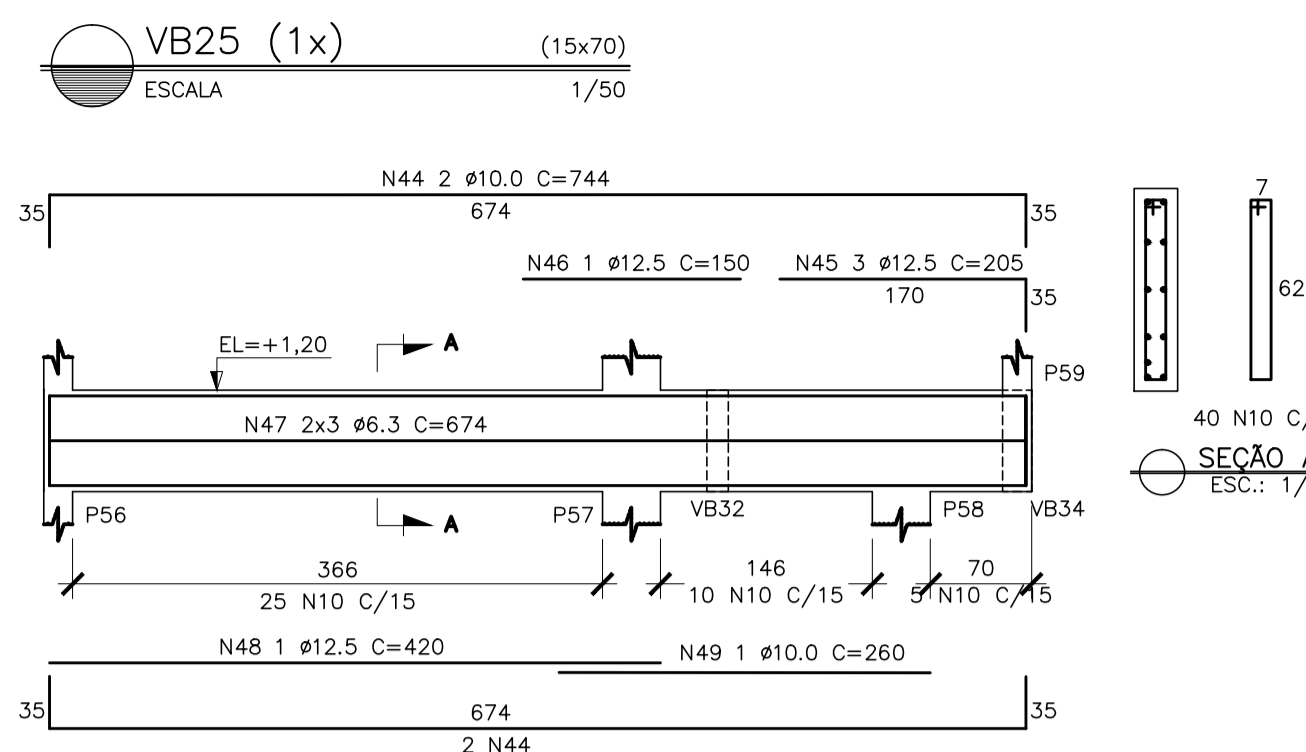 VB25 (1x) (15x70)
ESCALA 1/50
N44 2 ø10.0 C=744
35 674 35
N46 1 ø12.5 C=150 N45 3 ø12.5 C=205
170 35
7
62
EL=+1,20 A
P59
N47 2x3 ø6.3 C=674
40 N10 C/
SEÇÃO
ESC.: 1/
P56 A P57 VB32 P58 VB34
366 146 70
25 N10 C/15 10 N10 C/15 5 N10 C/15
N48 1 ø12.5 C=420 N49 1 ø10.0 C=260
35 674 35
2 N44